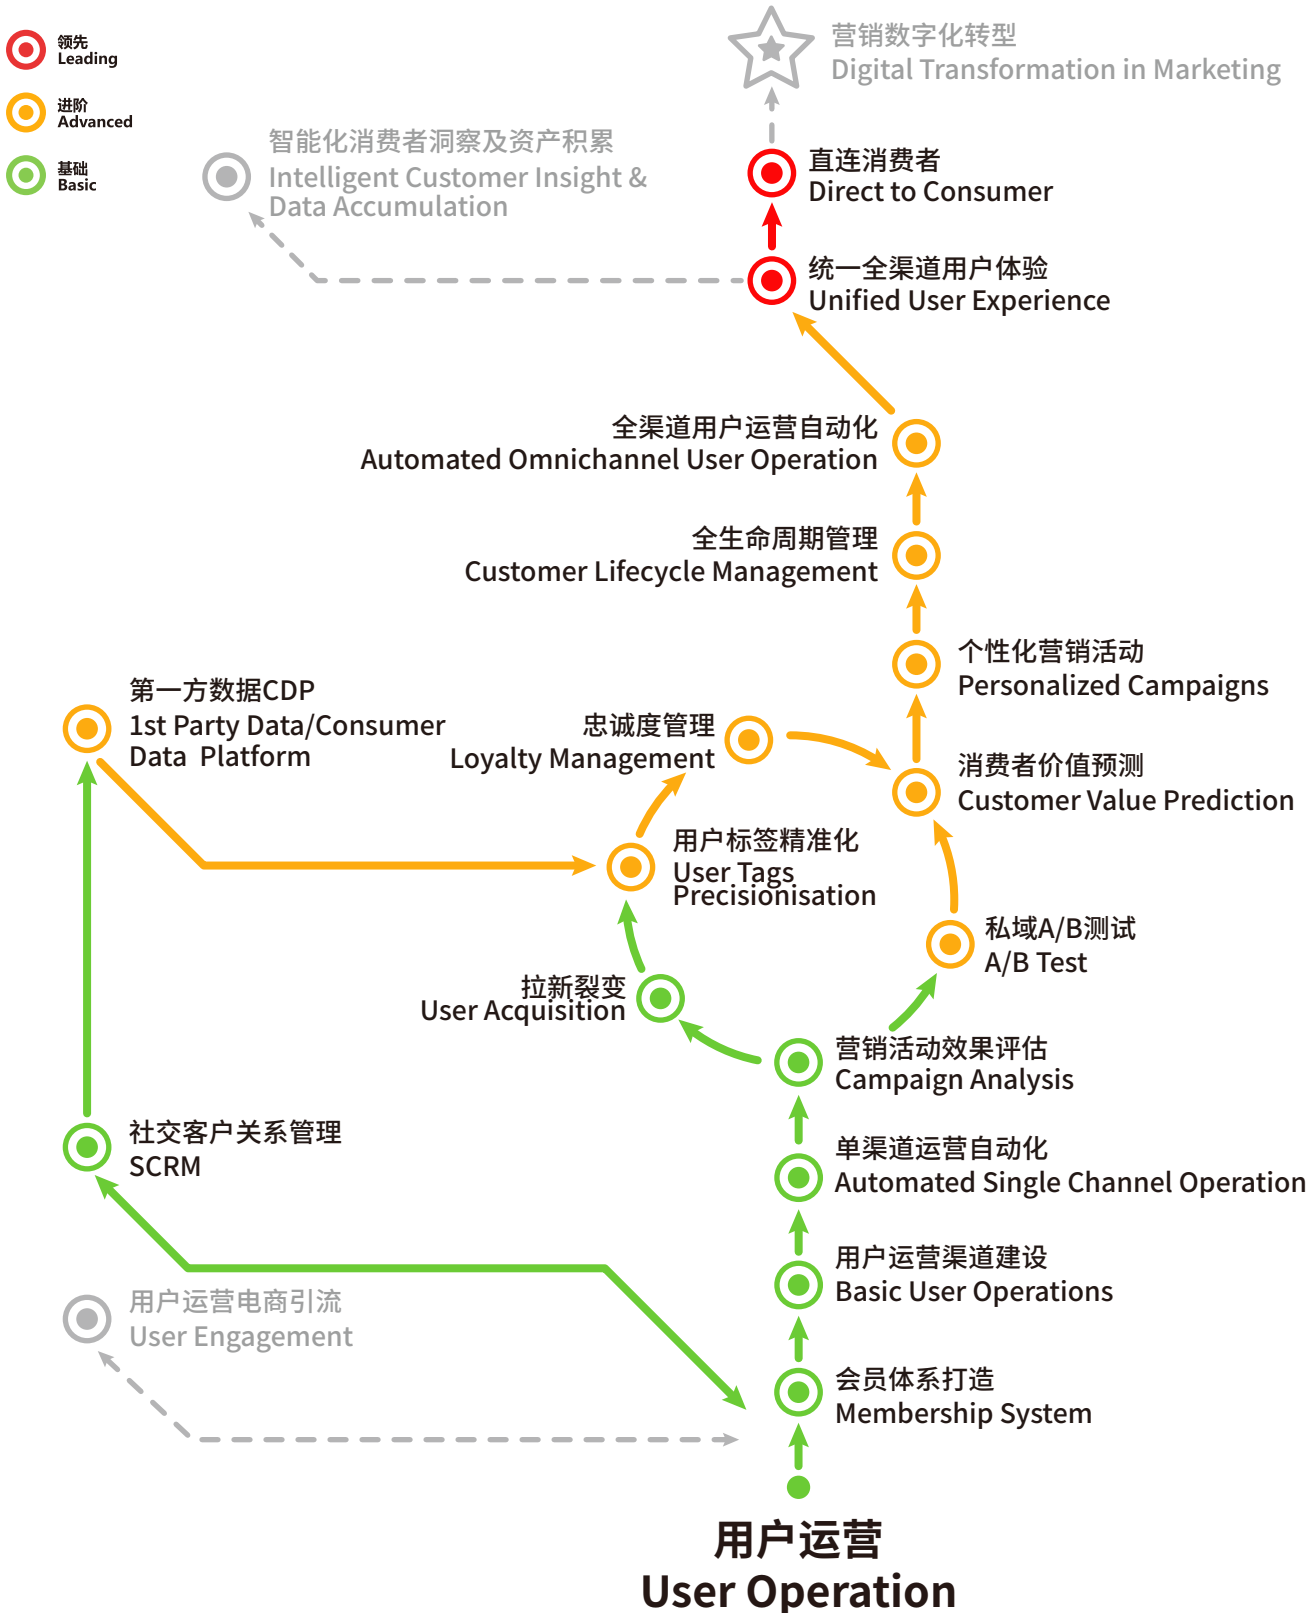 领先
Leading
进阶
Advanced
基础
Basic
营销数字化转型
Digital Transformation in Marketing
智能化消费者洞察及资产积累
Intelligent Customer Insight &
Data Accumulation
直连消费者
Direct to Consumer
统一全渠道用户体验
Unified User Experience
全渠道用户运营自动化
Automated Omnichannel User Operation
全生命周期管理
Customer Lifecycle Management
个性化营销活动
Personalized Campaigns
第一方数据CDP
1st Party Data/Consumer
Data Platform
忠诚度管理
Loyalty Management
消费者价值预测
Customer Value Prediction
用户标签精准化
User Tags
Precisionisation
私域A/B测试
A/B Test
拉新裂变
User Acquisition
营销活动效果评估
Campaign Analysis
社交客户关系管理
SCRM
单渠道运营自动化
Automated Single Channel Operation
用户运营渠道建设
Basic User Operations
用户运营电商引流
User Engagement
会员体系打造
Membership System
用户运营
User Operation